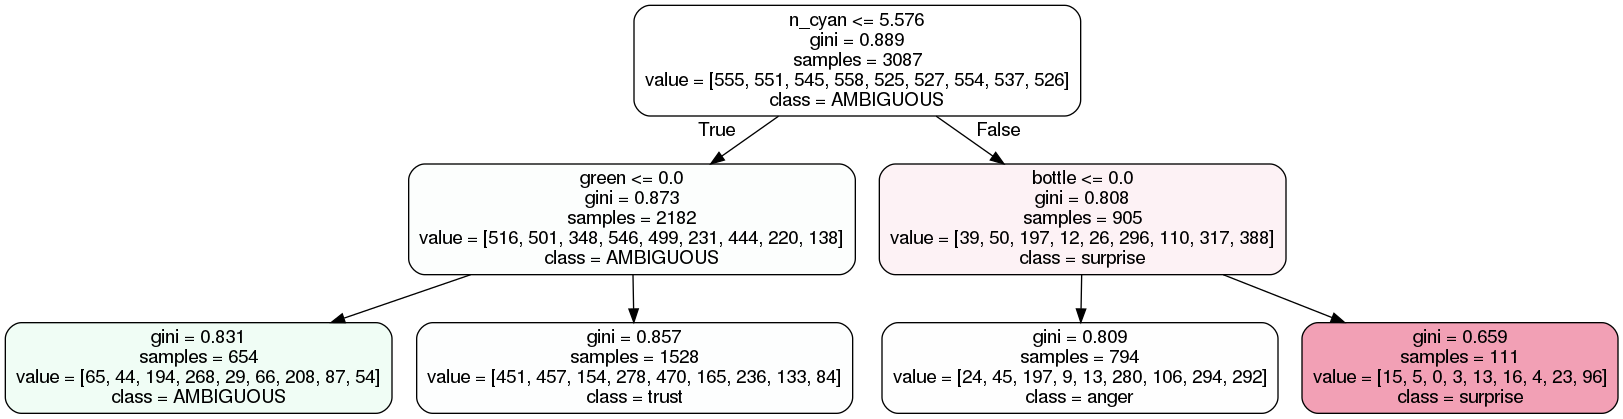 n_cyan <= 5.576
gini = 0.889
samples = 3087
value = [555, 551, 545, 558, 525, 527, 554, 537, 526]
class = AMBIGUOUS
True
False
green <= 0.0
gini = 0.873
samples = 2182
value = [516, 501, 348, 546, 499, 231, 444, 220, 138]
class = AMBIGUOUS
bottle <= 0.0
gini = 0.808
samples = 905
value = [39, 50, 197, 12, 26, 296, 110, 317, 388]
class = surprise
gini = 0.831
samples = 654
value = [65, 44, 194, 268, 29, 66, 208, 87, 54]
class = AMBIGUOUS
gini = 0.857
samples = 1528
value = [451, 457, 154, 278, 470, 165, 236, 133, 84]
class = trust
gini = 0.809
samples = 794
value = [24, 45, 197, 9, 13, 280, 106, 294, 292]
class = anger
gini = 0.659
samples = 111
value = [15, 5, 0, 3, 13, 16, 4, 23, 96]
class = surprise